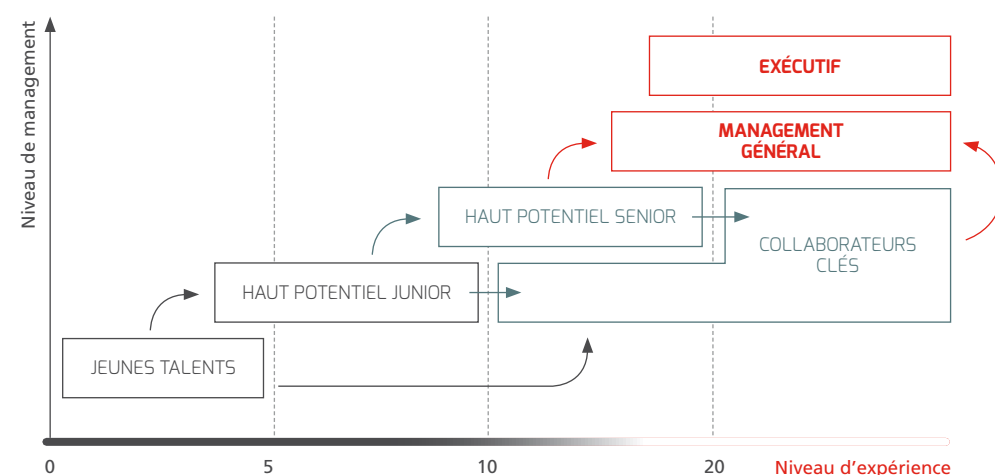 Niveau de management
EXÉCUTIF
MANAGEMENT
GÉNÉRAL
HAUT POTENTIEL SENIOR
COLLABORATEURS
CLÉS
HAUT POTENTIEL JUNIOR
JEUNES TALENTS
0
5
10
20
Niveau d'expérience